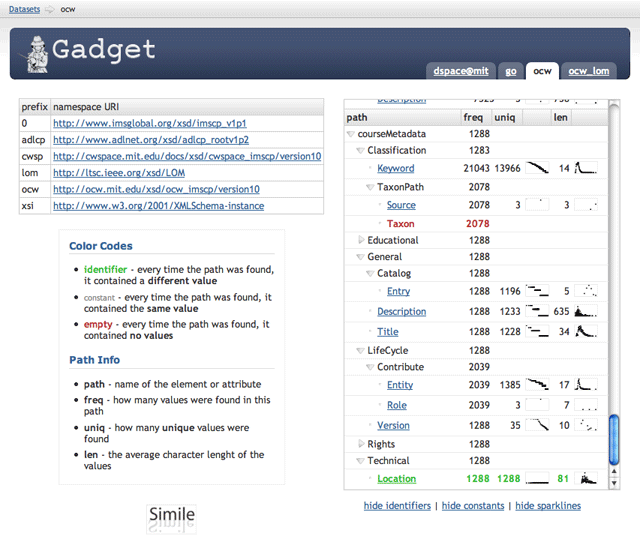 Datasets ocw
Gadget
dspace@mit go ocw ocw_lom
prefix namespace URI
0 http://www.imsglobal.org/xsd/imscp_v1p1
adlcp http://www.adlnet.org/xsd/adlcp_rootv1p2
cwsp http://cwspace.mit.edu/docs/xsd/cwspace_imscp/version10
lom http://ltsc.ieee.org/xsd/LOM
ocw http://ocw.mit.edu/xsd/ocw_imscp/version10
xsi http://www.w3.org/2001/XMLSchema-instance
Color Codes
identifier - every time the path was found,
it contained a different value
constant - every time the path was found, it
contained the same value
empty - every time the path was found, it
contained no values
Path Info
path - name of the element or attribute
freq - how many values were found in this
path
uniq - how many unique values were
found
len - the average character lenght of the
values
Simile
Description
path freq uniq len
courseMetadata 1288
Classification 1283
Keyword 21043 13966 14
TaxonPath 2078
Source 2078 3 3
Taxon 2078
Educational 1288
General 1288
Catalog 1288
Entry 1288 1196 5
Description 1288 1233 635
Title 1288 1228 34
LifeCycle 1288
Contribute 2039
Entity 2039 1385 17
Role 2039 3 7
Version 1288 35 10
Rights 1288
Technical 1288
Location 1288 1288 81
hide identifiers | hide constants | hide sparklines